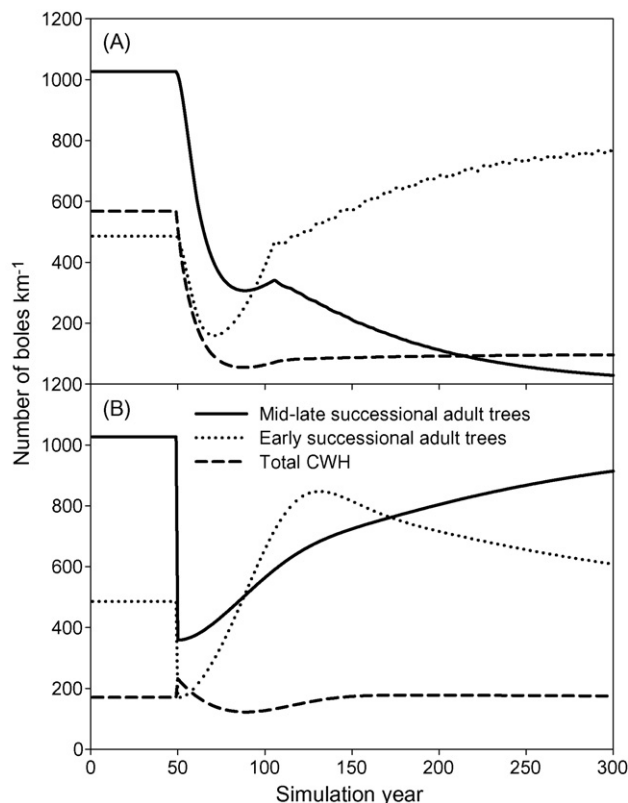 1200
(A)
1000
800
600
400
200
1200
(B)
Mid-late successional adult trees
1000
Early successional adult trees
Total CWH
800
600
400
200
0
0 50 100 150 200 250 300
Simulation year
Number of boles km⁻¹